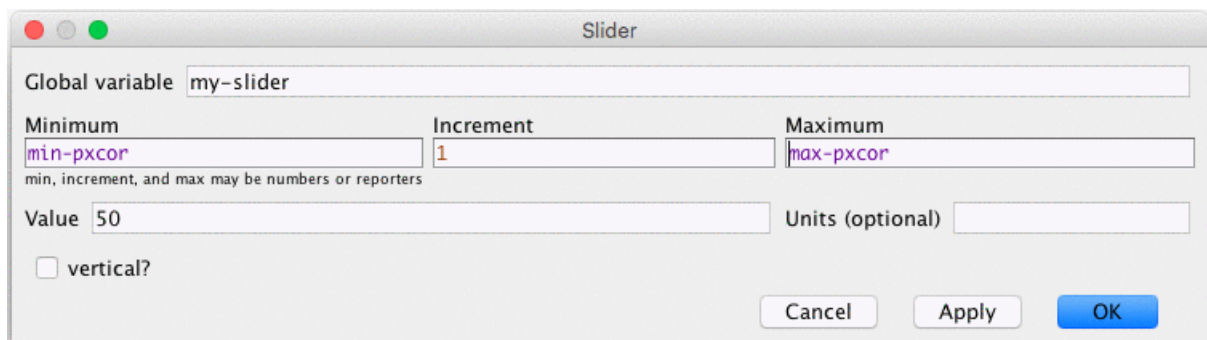 Slider
Global variable my-slider
Minimum Increment Maximum
min-pxcor 1 max-pxcor
min, increment, and max may be numbers or reporters
Value 50 Units (optional)
vertical?
Cancel Apply OK